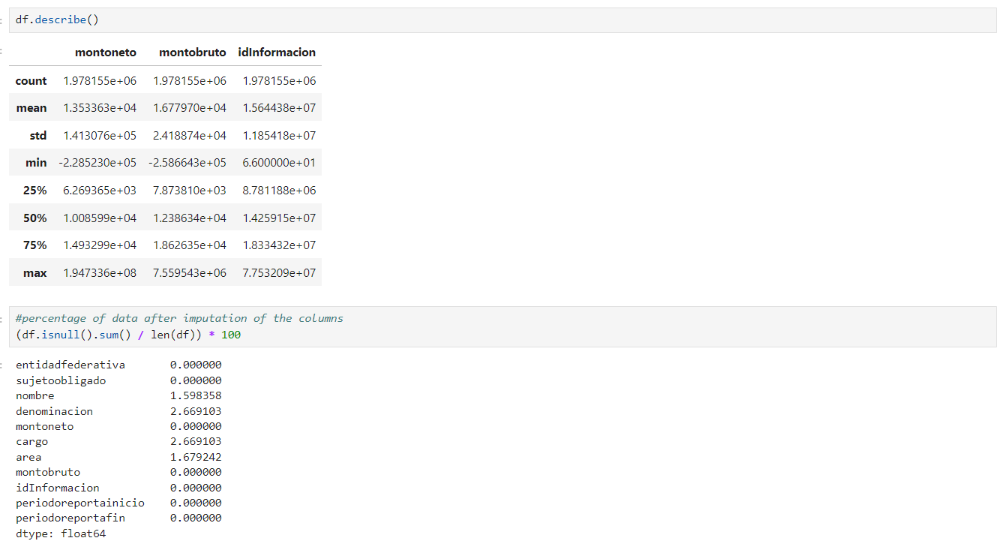 df.describe()
montoneto montobruto idInformacion
count 1.978155e+06 1.978155e+06 1.978155e+06
mean 1.353363e+04 1.677970e+04 1.564438e+07
std 1.413076e+05 2.418874e+04 1.185418e+07
min -2.285230e+05 -2.586643e+05 6.600000e+01
25% 6.269365e+03 7.873810e+03 8.781188e+06
50% 1.008599e+04 1.238634e+04 1.425915e+07
75% 1.493299e+04 1.862635e+04 1.833432e+07
max 1.947336e+08 7.559543e+06 7.753209e+07
#percentage of data after imputation of the columns
(df.isnull().sum() / len(df)) * 100
entidadfederativa 0.000000
sujetoobligado 0.000000
nombre 1.598358
denominacion 2.669103
montoneto 0.000000
cargo 2.669103
area 1.679242
montobruto 0.000000
idInformacion 0.000000
periodoreportainicio 0.000000
periodoreportafin 0.000000
dtype: float64